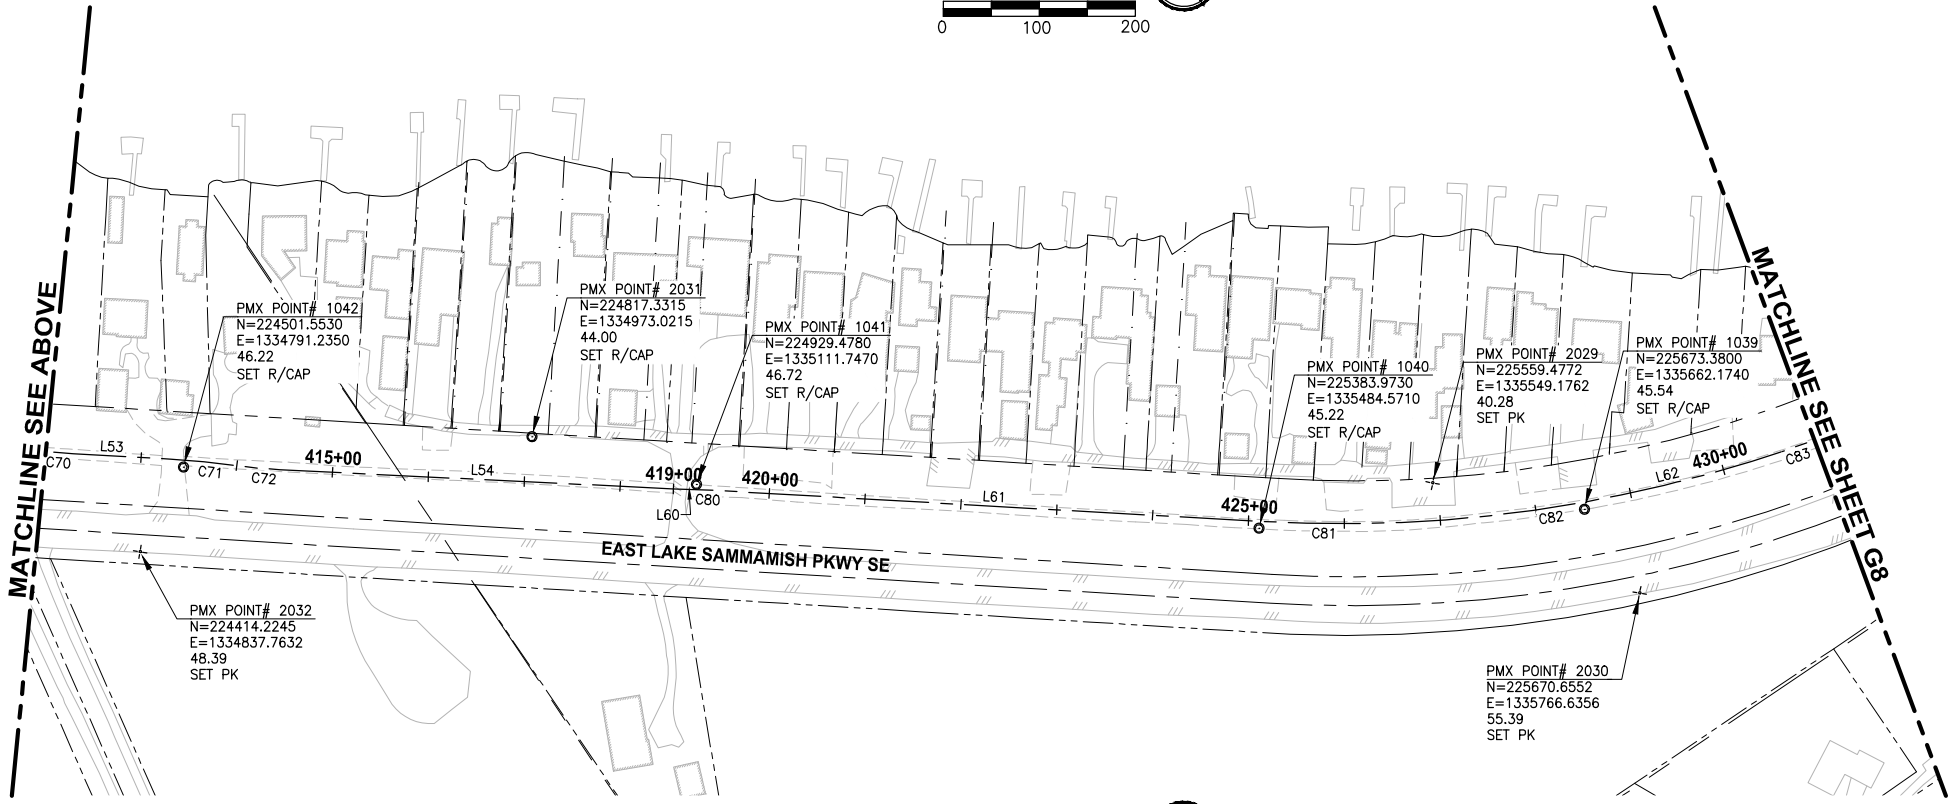 0 100 200
MATCHLINE SEE ABOVE
MATCHLINE SEE SHEET G8
PMX POINT# 1042
N=224501.5530
E=1334791.2350
46.22
SET R/CAP
PMX POINT# 2031
N=224817.3315
E=1334973.0215
44.00
SET R/CAP
PMX POINT# 1041
N=224929.4780
E=1335111.7470
46.72
SET R/CAP
PMX POINT# 1040
N=225383.9730
E=1335484.5710
45.22
SET R/CAP
PMX POINT# 2029
N=225559.4772
E=1335549.1762
40.28
SET PK
PMX POINT# 1039
N=225673.3800
E=1335662.1740
45.54
SET R/CAP
C70
L53
C71
C72
415+00
L54
419+00
C80
L60
420+00
L61
425+00
C81
C82
L62
430+00
C83
EAST LAKE SAMMAMISH PKWY SE
PMX POINT# 2032
N=224414.2245
E=1334837.7632
48.39
SET PK
PMX POINT# 2030
N=225670.6552
E=1335766.6356
55.39
SET PK